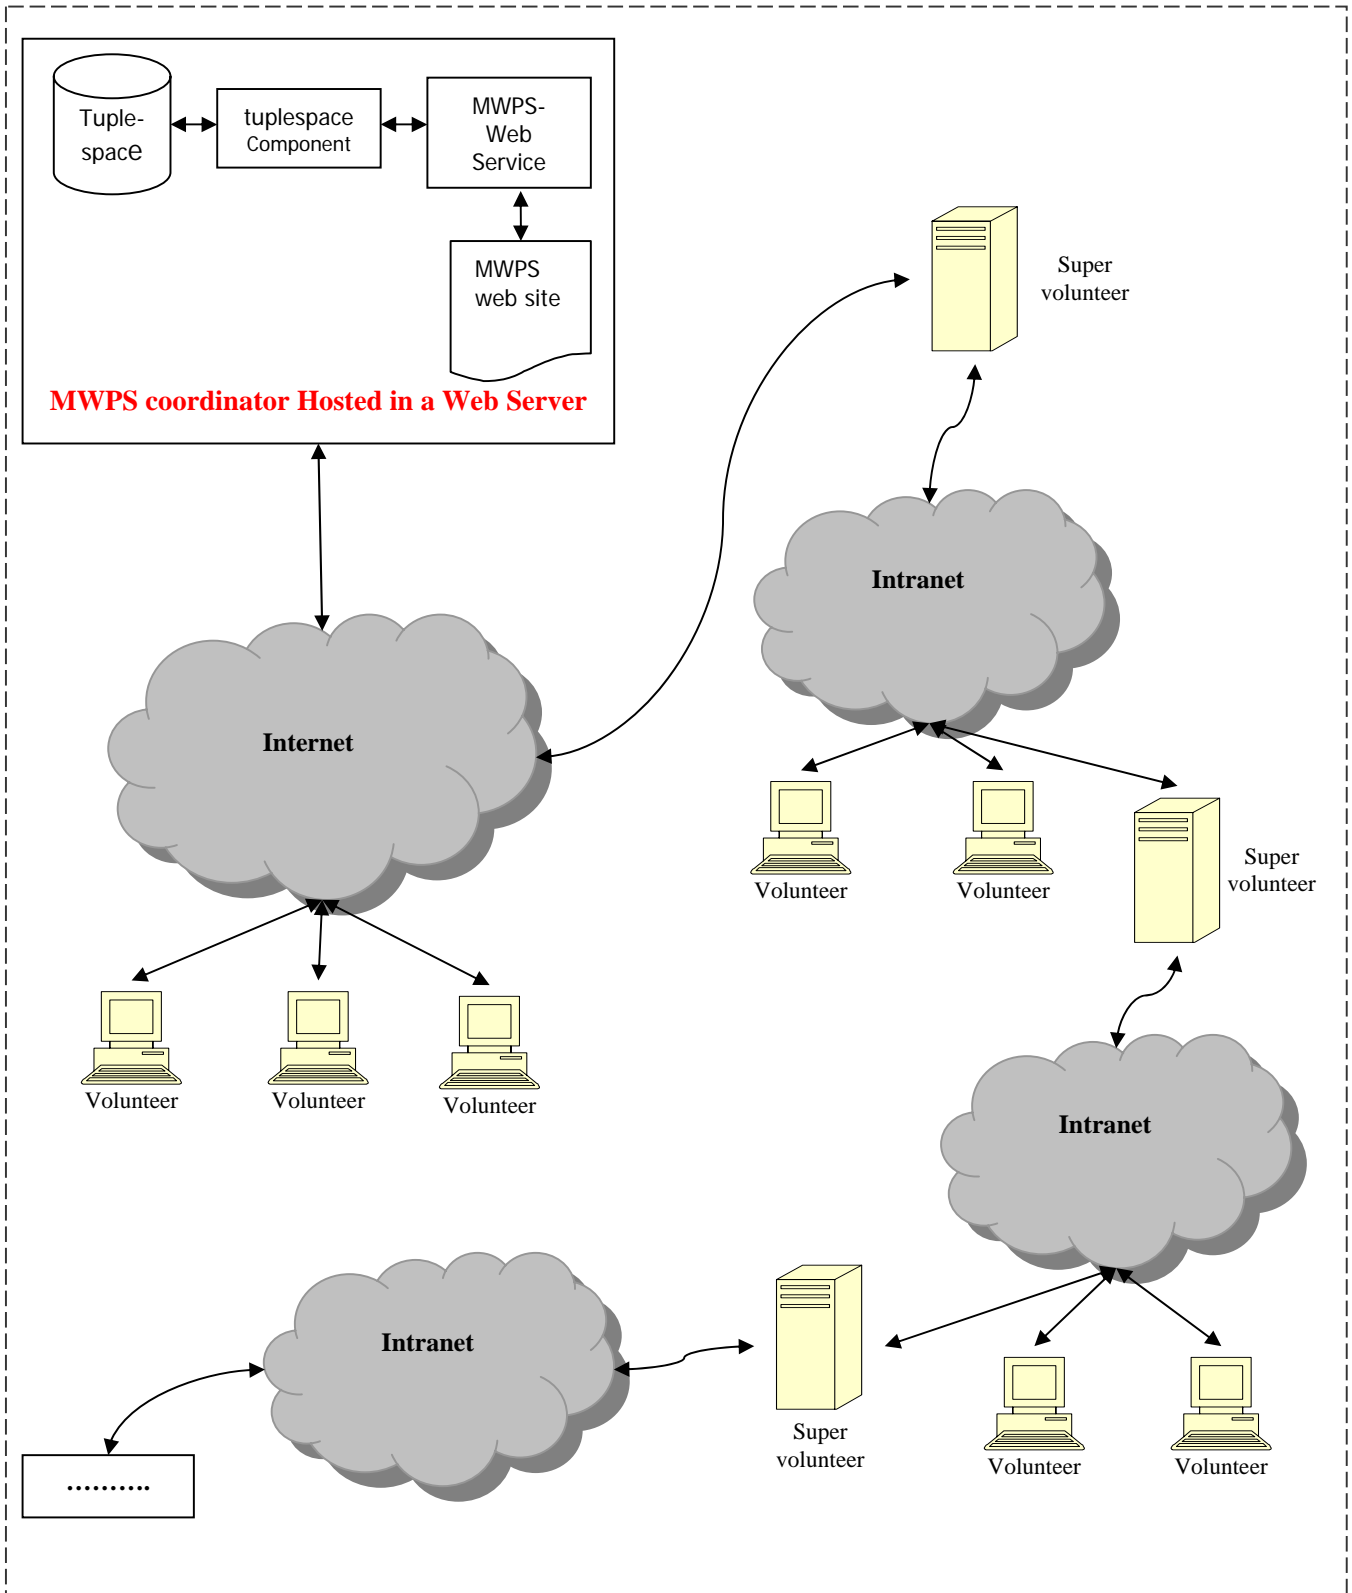 Tuple-
space
tuplespace
Component
MWPS-
Web
Service
MWPS
web site
MWPS coordinator Hosted in a Web Server
Super
volunteer
Intranet
Internet
Volunteer
Volunteer
Super
volunteer
Volunteer
Volunteer
Volunteer
Intranet
Intranet
Super
volunteer
Volunteer
Volunteer
..........